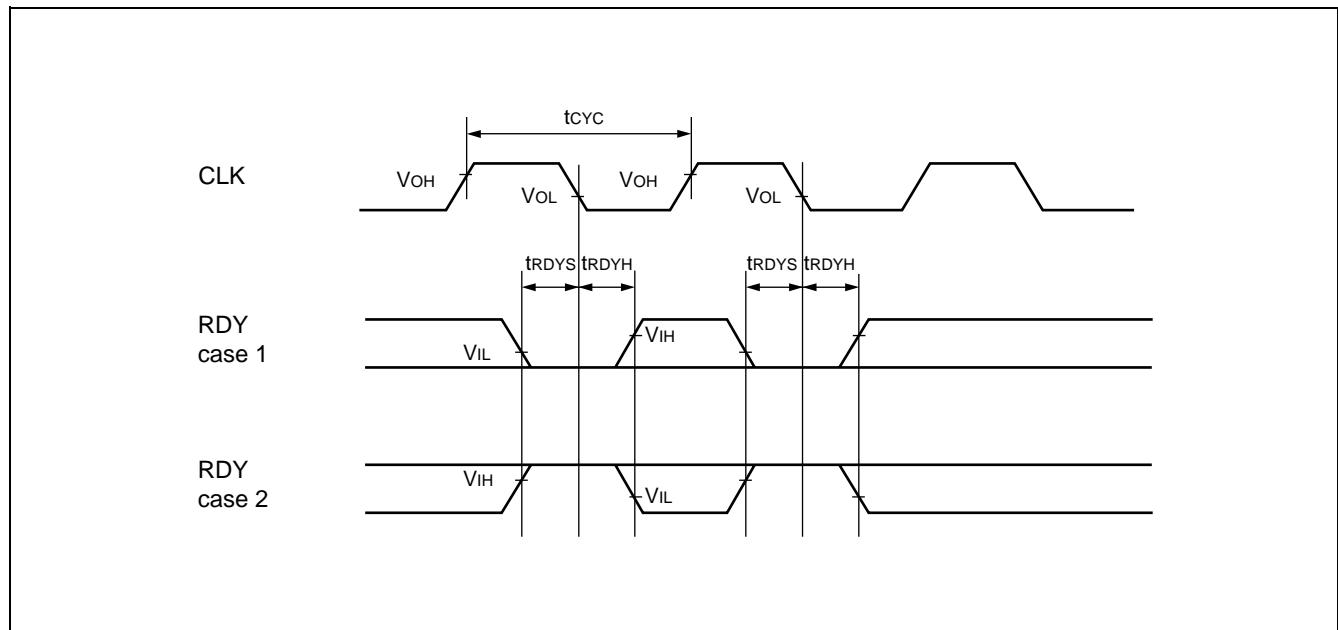 tCYC
CLK
VOH
VOL
VOH
VOL
tRDYS
tRDYH
tRDYS
tRDYH
RDY
case 1
VIL
VIH
RDY
case 2
VIH
VIL